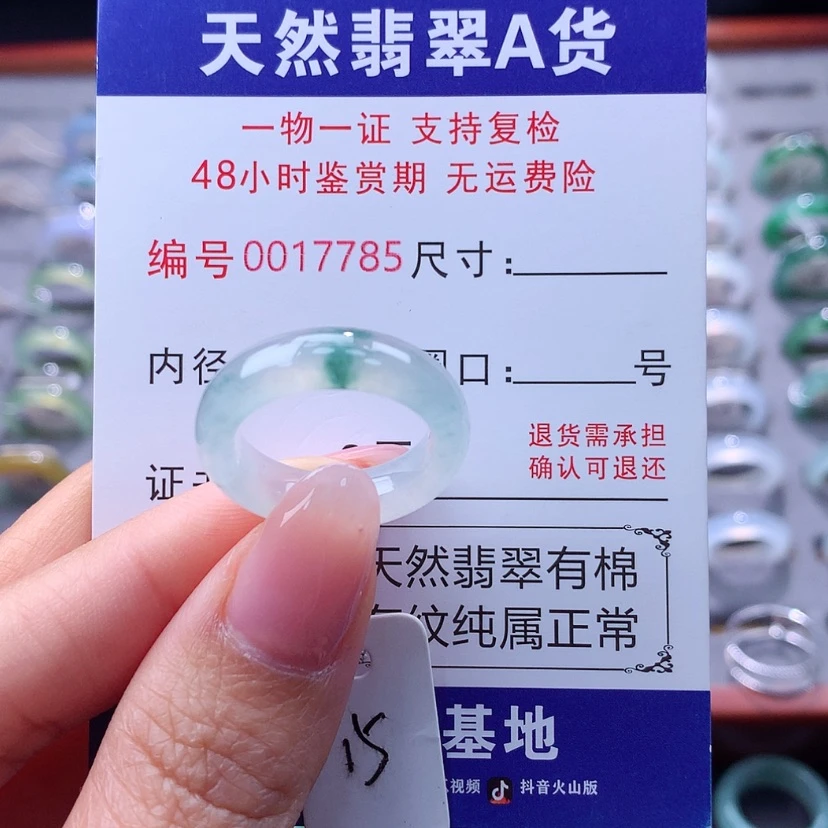 天然翡翠A货
一物一证 支持复检
48小时鉴赏期 无运费险
编号0017785尺寸:
内径 口: 号
退货需承担
确认可退还
证
天然翡翠有棉
纹纯属正常
基地
视频 抖音火山版
15